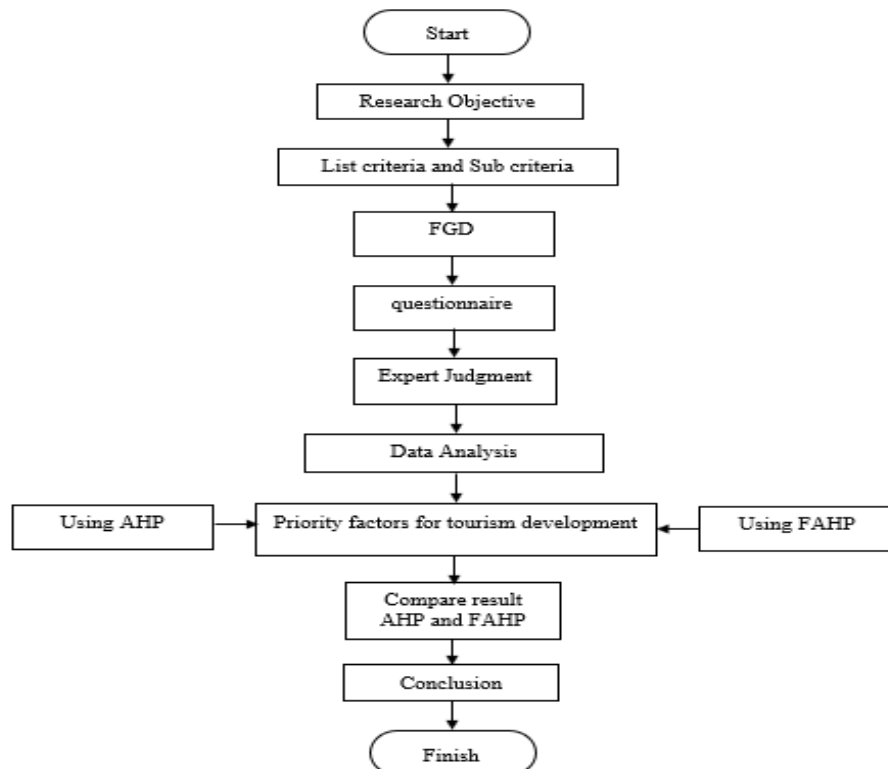 Start
Research Objective
List criteria and Sub criteria
FGD
questionnaire
Expert Judgment
Data Analysis
Using AHP
Priority factors for tourism development
Using FAHP
Compare result
AHP and FAHP
Conclusion
Finish